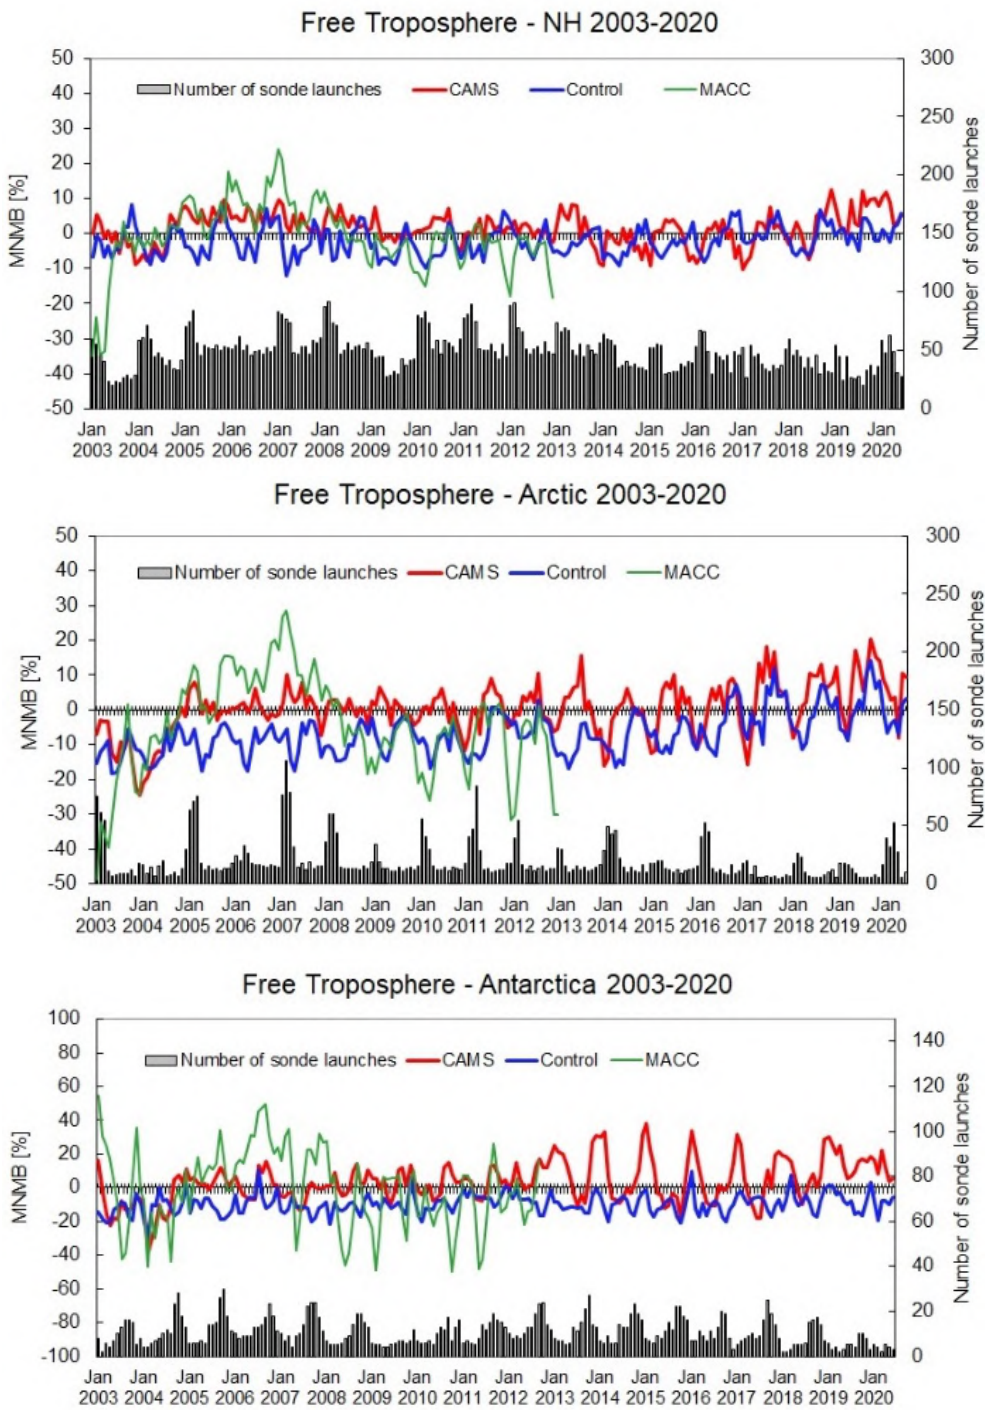 Free Troposphere - NH 2003-2020
50 300
Number of sonde launches CAMS Control MACC
40
30 250
20 200
10
0 150
-10
-20 100
-30
50
-40
-50 0
MNMB [%]
Number of sonde launches
Jan Jan Jan Jan Jan Jan Jan Jan Jan Jan Jan Jan Jan Jan Jan Jan Jan Jan
2003 2004 2005 2006 2007 2008 2009 2010 2011 2012 2013 2014 2015 2016 2017 2018 2019 2020
Free Troposphere - Arctic 2003-2020
50 300
Number of sonde launches CAMS Control MACC
40
30 250
20 200
10
0 150
-10
-20 100
-30
50
-40
-50 0
MNMB [%]
Number of sonde launches
Jan Jan Jan Jan Jan Jan Jan Jan Jan Jan Jan Jan Jan Jan Jan Jan Jan Jan
2003 2004 2005 2006 2007 2008 2009 2010 2011 2012 2013 2014 2015 2016 2017 2018 2019 2020
Free Troposphere - Antarctica 2003-2020
100
140
80
Number of sonde launches CAMS Control MACC
60 120
40
100
20
0 80
-20 60
-40
40
-60
20
-80
-100 0
MNMB [%]
Number of sonde launches
Jan Jan Jan Jan Jan Jan Jan Jan Jan Jan Jan Jan Jan Jan Jan Jan Jan Jan
2003 2004 2005 2006 2007 2008 2009 2010 2011 2012 2013 2014 2015 2016 2017 2018 2019 2020